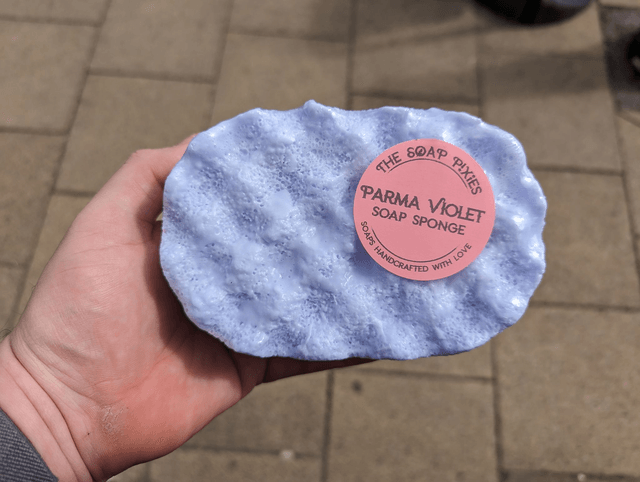 THE SOAP PIXIES
PARMA VIOLET
SOAP SPONGE
SOAPS HANDCRAFTED WITH LOVE